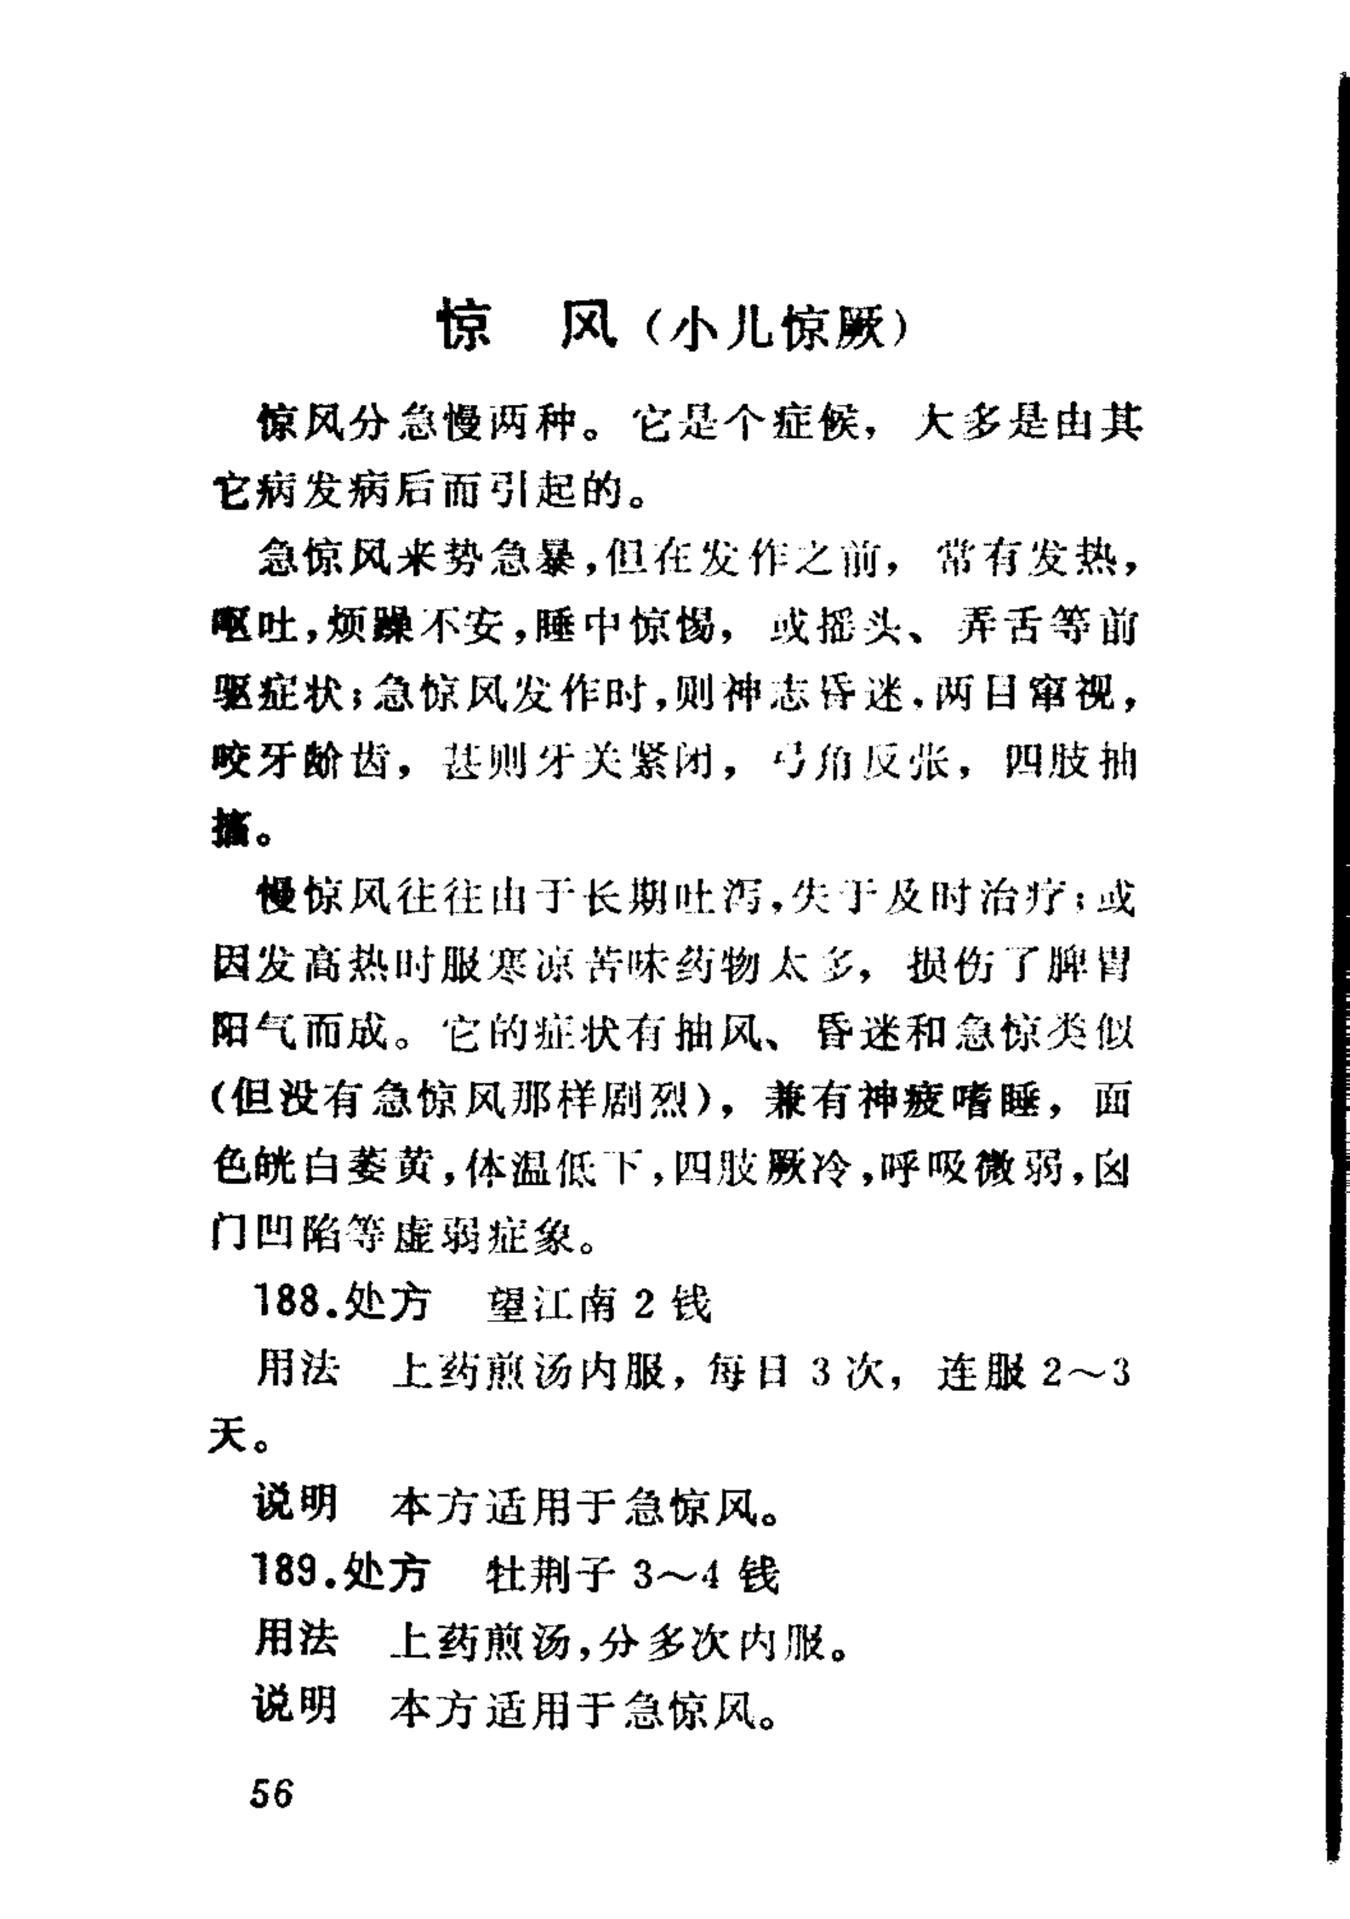 惊　风（小儿惊厥）
惊风分急慢两种。它是个症候，大多是由其
它病发病后而引起的。
急惊风来势急暴，但在发作之前，常有发热，
呕吐，烦躁不安，睡中惊惕，或摇头、弄舌等前
驱症状；急惊风发作时，则神志昏迷，两目窜视，
咬牙龂齿，甚则牙关紧闭，弓角反张，四肢抽
搐。
慢惊风往往由于长期吐泻，失于及时治疗；或
因发高热时服寒凉苦味药物太多，损伤了脾胃
阳气而成。它的症状有抽风、昏迷和急惊类似
（但没有急惊风那样剧烈），兼有神疲嗜睡，面
色㿠白萎黄，体温低下，四肢厥冷，呼吸微弱，囟
门凹陷等虚弱症象。
188.处方　望江南 2 钱
用法　上药煎汤内服，每日 3 次，连服 2～3
天。
说明　本方适用于急惊风。
189.处方　牡荆子 3～4 钱
用法　上药煎汤，分多次内服。
说明　本方适用于急惊风。
56